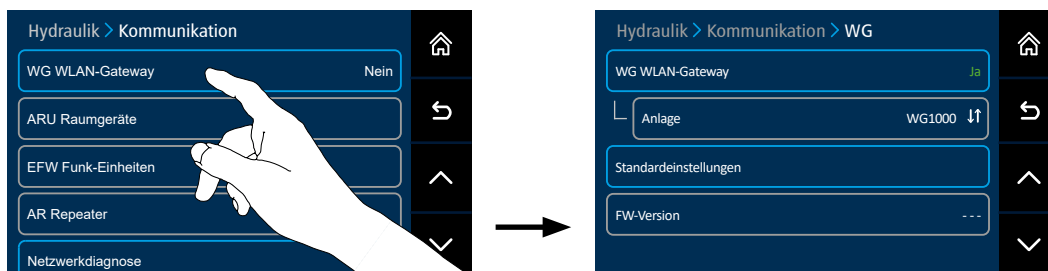 Hydraulik > Kommunikation
WG WLAN-Gateway Nein
ARU Raumgeräte
EFW Funk-Einheiten
AR Repeater
Netzwerkdiagnose
Hydraulik > Kommunikation > WG
WG WLAN-Gateway Ja
Anlage WG1000
Standardeinstellungen
FW-Version ---